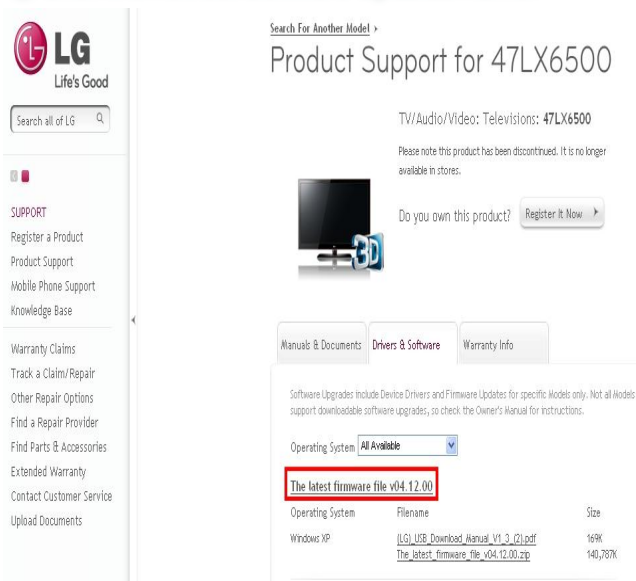 LG
Life's Good
Search all of LG
SUPPORT
Register a Product
Product Support
Mobile Phone Support
Knowledge Base
Warranty Claims
Track a Claim/Repair
Other Repair Options
Find a Repair Provider
Find Parts & Accessories
Extended Warranty
Contact Customer Service
Upload Documents
Search For Another Model ›
Product Support for 47LX6500
TV/Audio/Video: Televisions: 47LX6500
Please note this product has been discontinued. It is no longer
available in stores.
Do you own this product? Register It Now
3D
Manuals & Documents Drivers & Software Warranty Info
Software Upgrades include Device Drivers and Firmware Updates for specific Models only. Not all Models
support downloadable software upgrades, so check the Owner's Manual for instructions.
Operating System All Available
The latest firmware file v04.12.00
Operating System Filename Size
Windows XP (LG)_USB_Download_Manual_V1_3_(2).pdf 169K
The_latest_firmware_file_v04.12.00.zip 140,787K